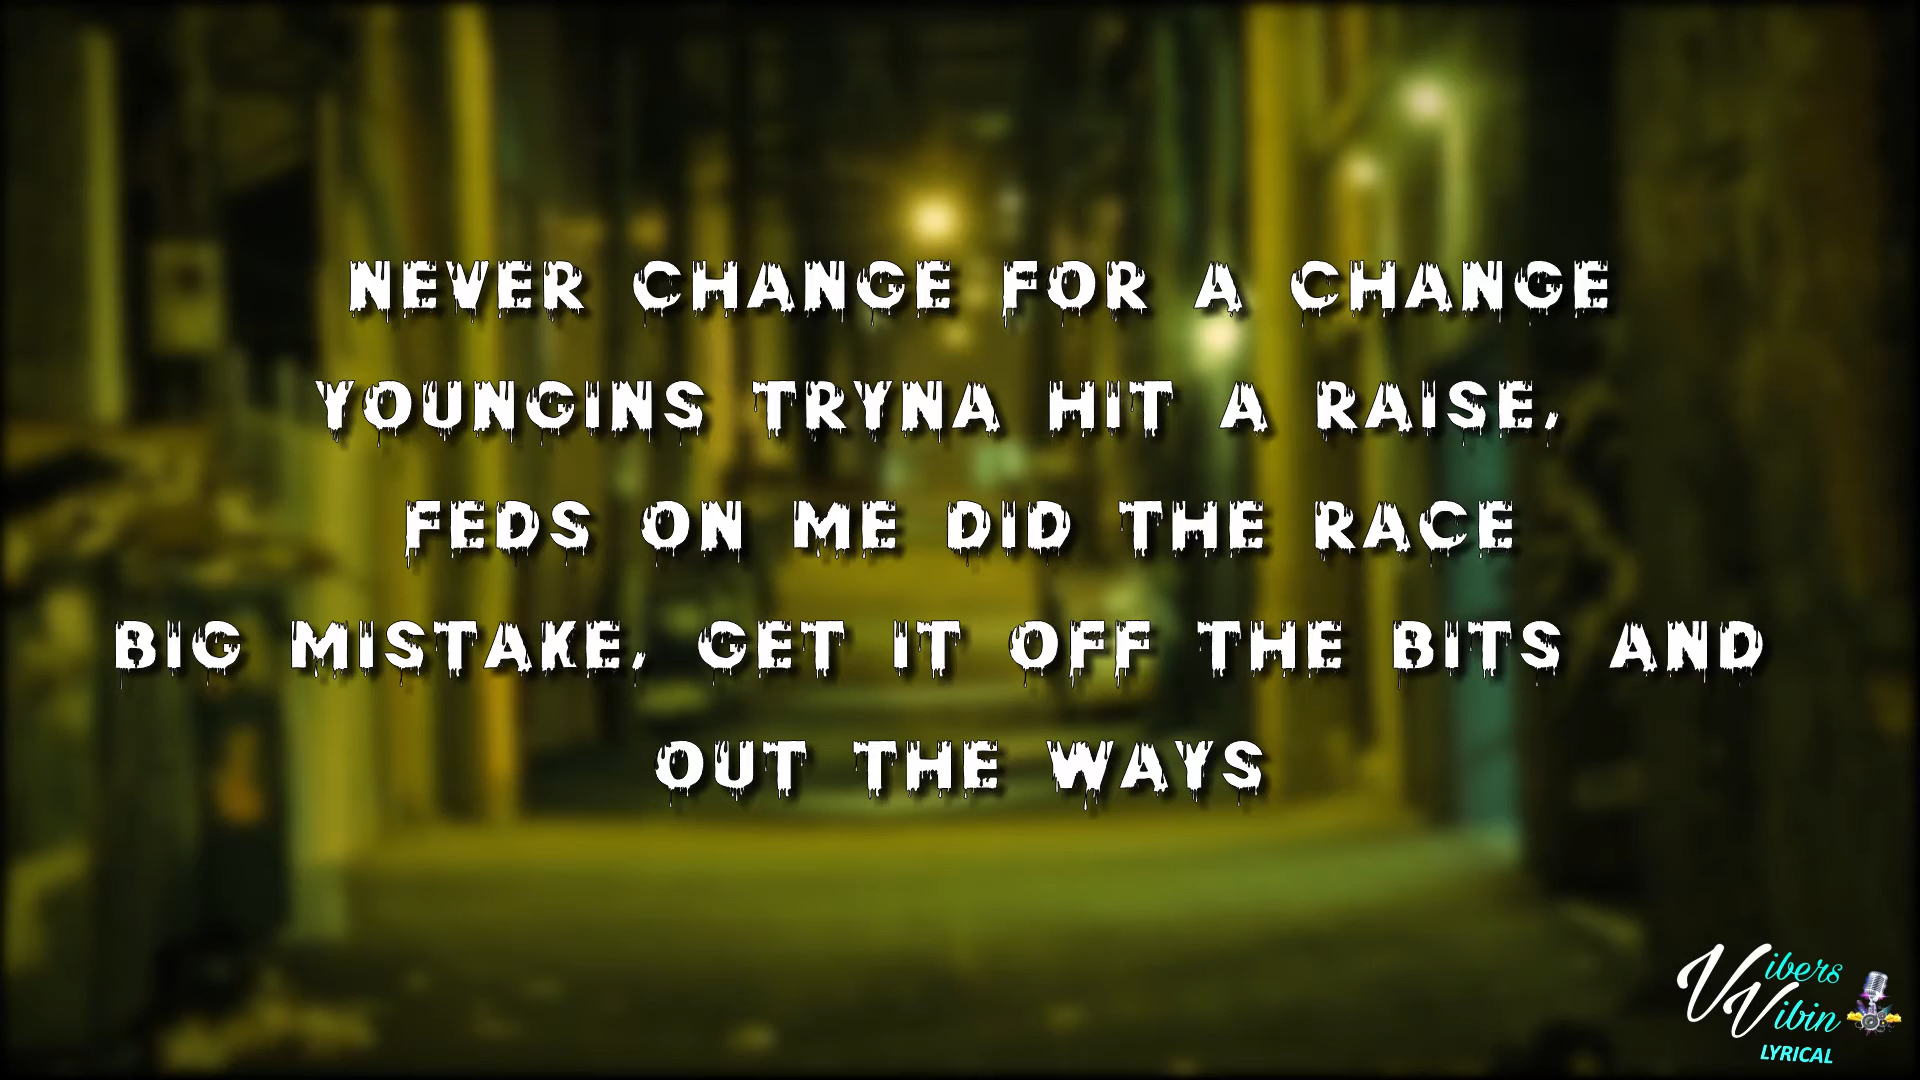 NEVER CHANGE FOR A CHANGE
YOUNGINS TRYNA HIT A RAISE,
FEDS ON ME DID THE RACE
BIG MISTAKE, GET IT OFF THE BITS AND
OUT THE WAYS
Vibers
Vibin
LYRICAL